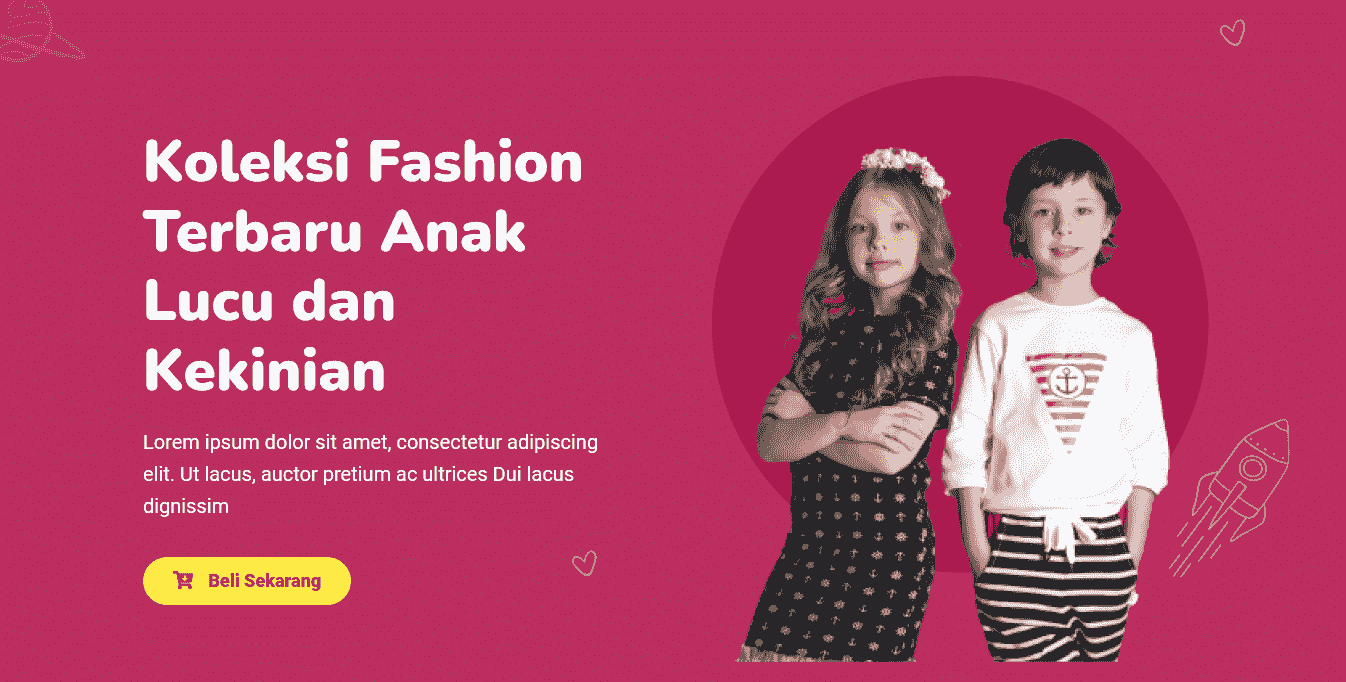 Koleksi Fashion
Terbaru Anak
Lucu dan
Kekinian
Lorem ipsum dolor sit amet, consectetur adipiscing
elit. Ut lacus, auctor pretium ac ultrices Dui lacus
dignissim
Beli Sekarang